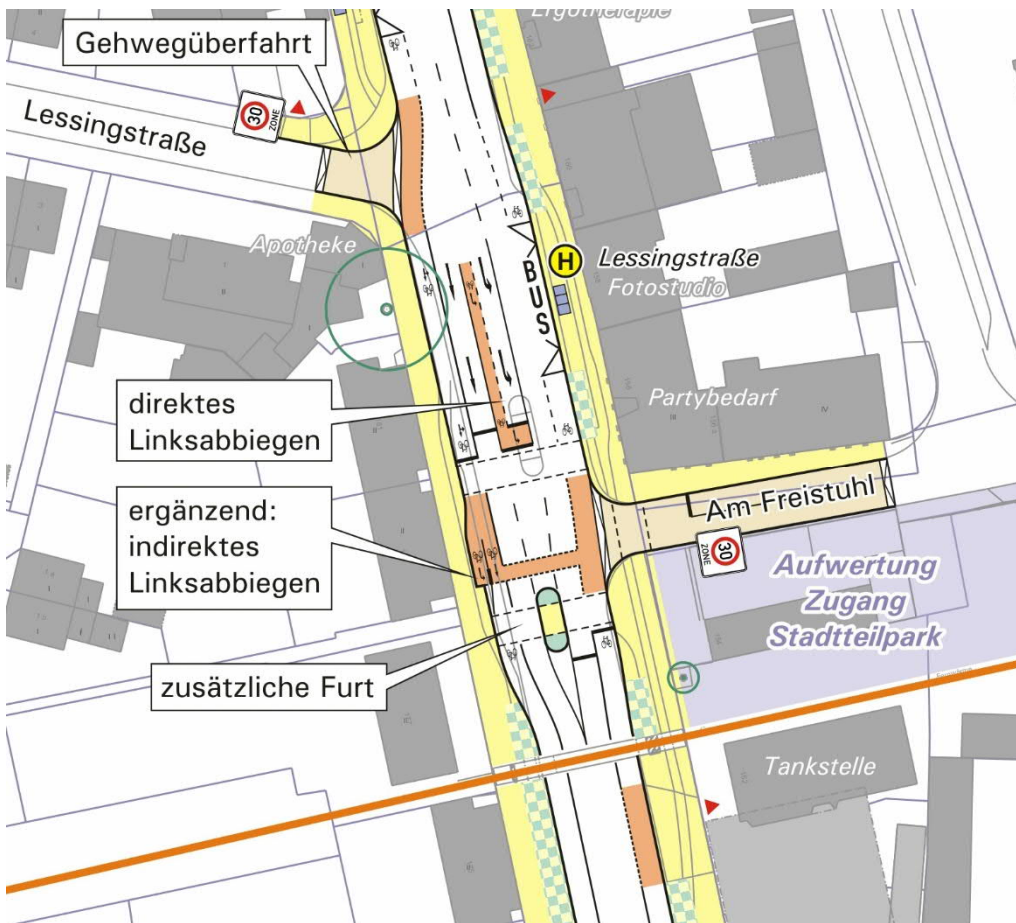 Ergotherapie
Gehwegüberfahrt
30
ZONE
Lessingstraße
Apotheke
BUS
H
Lessingstraße
Fotostudio
direktes
Linksabbiegen
Partybedarf
Am Freistuhl
30
ZONE
ergänzend:
indirektes
Linksabbiegen
Aufwertung
Zugang
Stadtteilpark
zusätzliche Furt
Tankstelle